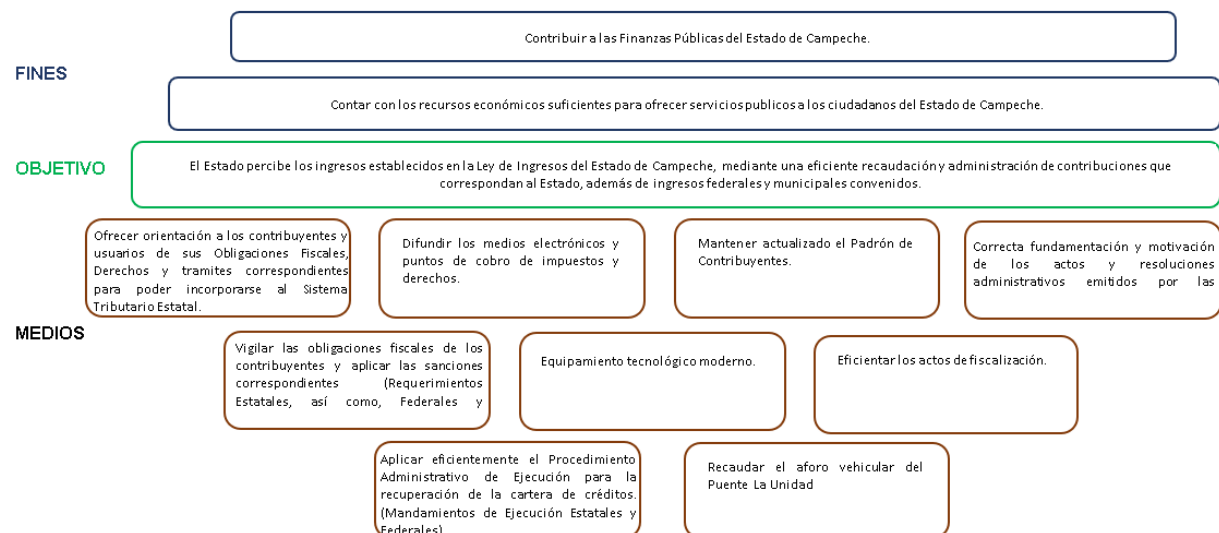 Contribuir a las Finanzas Públicas del Estado de Campeche.
FINES
Contar con los recursos económicos suficientes para ofrecer servicios publicos a los ciudadanos del Estado de Campeche.
OBJETIVO
El Estado percibe los ingresos establecidos en la Ley de Ingresos del Estado de Campeche, mediante una eficiente recaudación y administración de contribuciones que
correspondan al Estado, además de ingresos federales y municipales convenidos.
Ofrecer orientación a los contribuyentes y
usuarios de sus Obligaciones Fiscales,
Derechos y tramites correspondientes
para poder incorporarse al Sistema
Tributario Estatal.
Difundir los medios electrónicos y
puntos de cobro de impuestos y
derechos.
Mantener actualizado el Padrón de
Contribuyentes.
Correcta fundamentación y motivación
de los actos y resoluciones
administrativos emitidos por las
MEDIOS
Vigilar las obligaciones fiscales de los
contribuyentes y aplicar las sanciones
correspondientes (Requerimientos
Estatales, así como, Federales y
Equipamiento tecnológico moderno.
Eficientar los actos de fiscalización.
Aplicar eficientemente el Procedimiento
Administrativo de Ejecución para la
recuperación de la cartera de créditos.
(Mandamientos de Ejecución Estatales y
Federales)
Recaudar el aforo vehicular del
Puente La Unidad